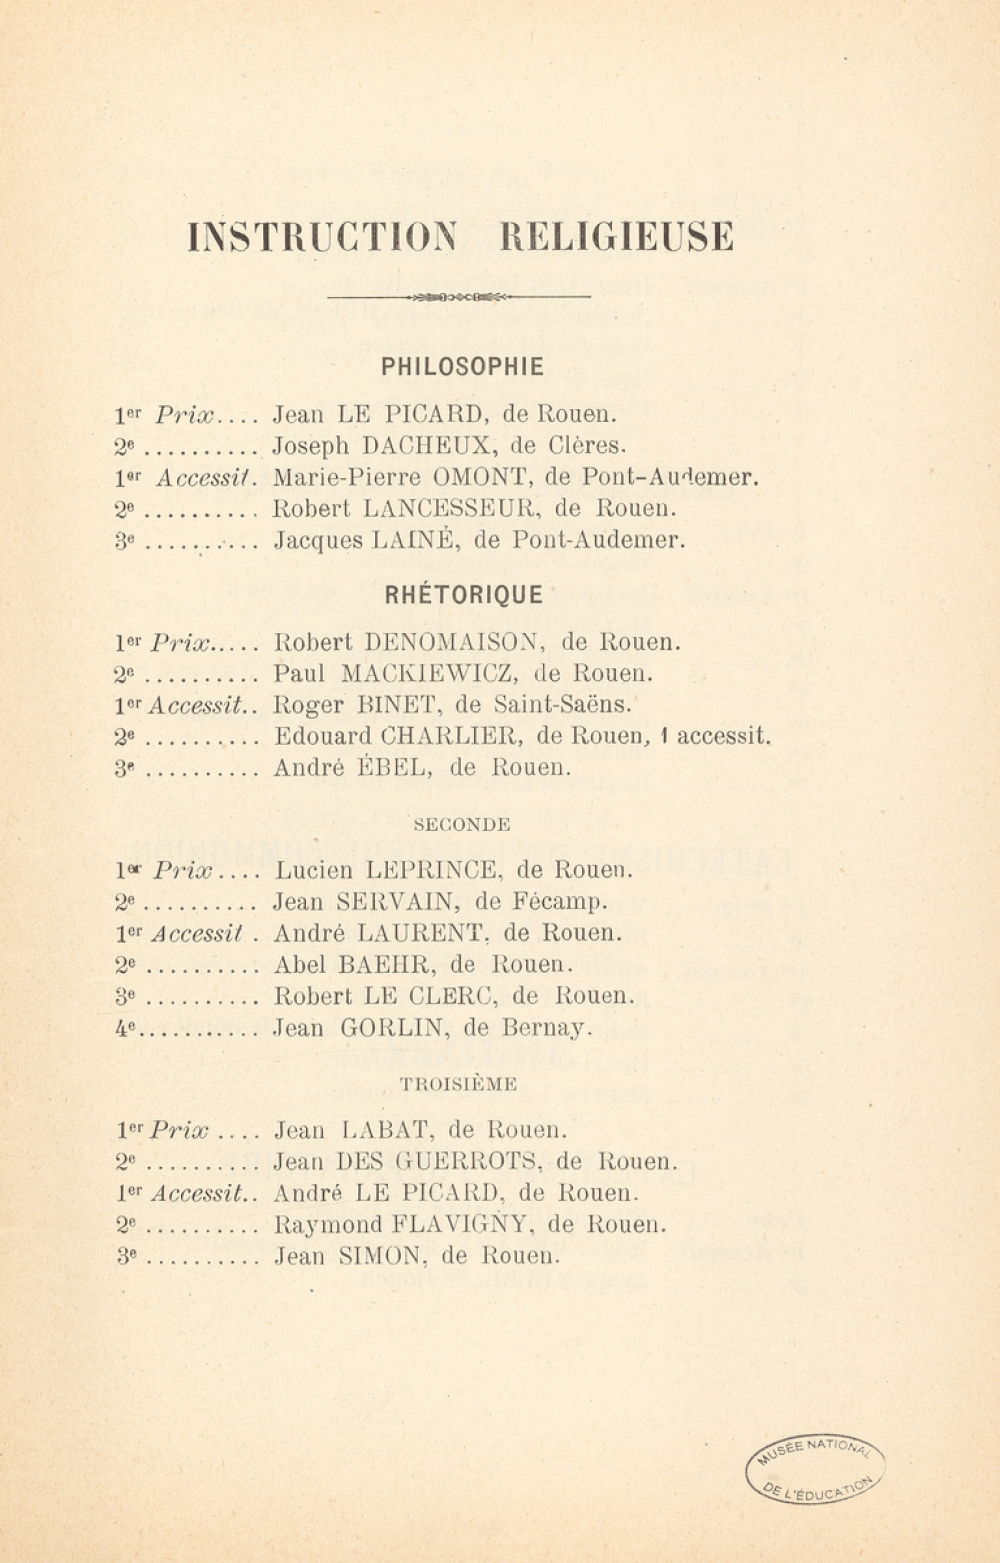 INSTRUCTION RELIGIEUSE
PHILOSOPHIE
1er Prix.... Jean LE PICARD, de Rouen.
2e .......... Joseph DACHEUX, de Clères.
1er Accessit. Marie-Pierre OMONT, de Pont-Audemer.
2e .......... Robert LANCESSEUR, de Rouen.
3e .......... Jacques LAINÉ, de Pont-Audemer.
RHÉTORIQUE
1er Prix..... Robert DENOMAISON, de Rouen.
2e .......... Paul MACKIEWICZ, de Rouen.
1er Accessit.. Roger BINET, de Saint-Saëns.
2e .......... Edouard CHARLIER, de Rouen, 1 accessit.
3e .......... André ÉBEL, de Rouen.
SECONDE
1er Prix.... Lucien LEPRINCE, de Rouen.
2e .......... Jean SERVAIN, de Fécamp.
1er Accessit . André LAURENT, de Rouen.
2e .......... Abel BAEHR, de Rouen.
3e .......... Robert LE CLERC, de Rouen.
4e........... Jean GORLIN, de Bernay.
TROISIÈME
1er Prix .... Jean LABAT, de Rouen.
2e .......... Jean DES GUERROTS, de Rouen.
1er Accessit.. André LE PICARD, de Rouen.
2e .......... Raymond FLAVIGNY, de Rouen.
3e .......... Jean SIMON, de Rouen.
MUSÉE NATIONAL
DE L'ÉDUCATION